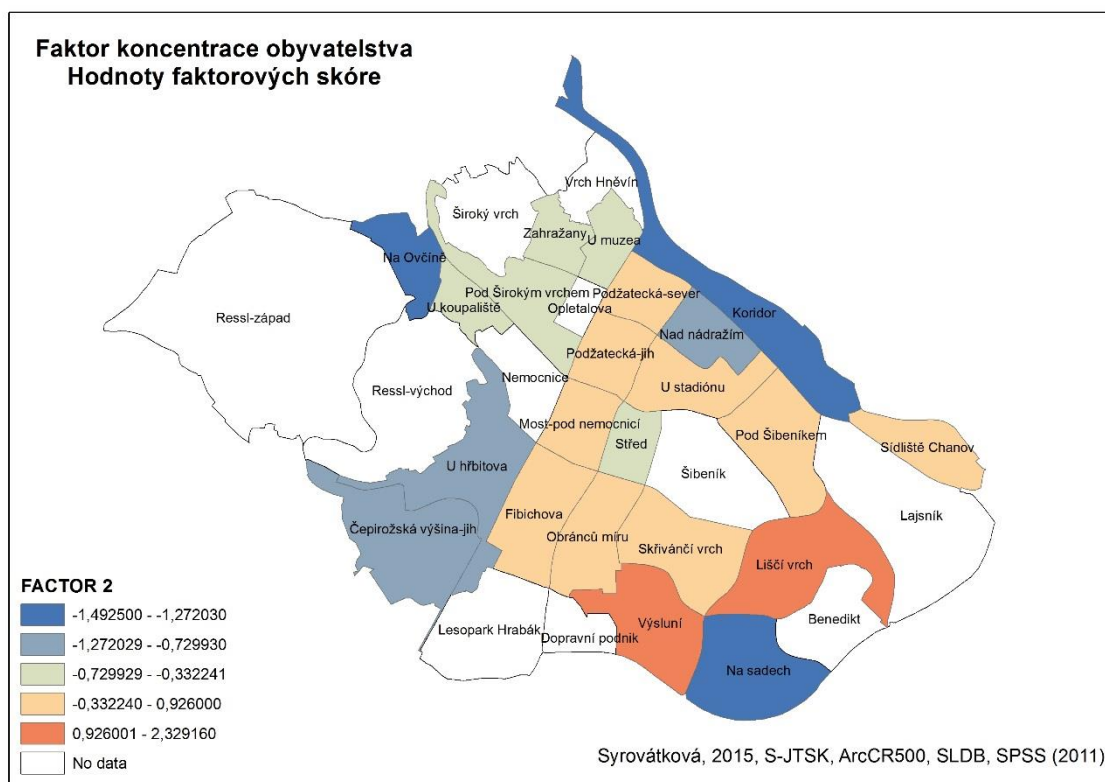 Faktor koncentrace obyvatelstva
Hodnoty faktorových skóre
Vrch Hněvín
Široký vrch
Zahražany
U muzea
Na Ovčíně
Pod Širokým vrchem
Podžatecká-sever
U koupaliště
Opletalova
Koridor
Ressl-západ
Nad nádražím
Podžatecká-jih
Ressl-východ
Nemocnice
U stadiónu
Most-pod nemocnicí
Pod Šibeníkem
Střed
Sídliště Chanov
U hřbitova
Šibeník
Čepirožská výšina-jih
Fibichova
Lajsník
Obránců míru
Skřivánčí vrch
Liščí vrch
Benedikt
Lesopark Hrabák
Dopravní podnik
Výsluní
Na sadech
FACTOR 2
-1,492500 - -1,272030
-1,272029 - -0,729930
-0,729929 - -0,332241
-0,332240 - 0,926000
0,926001 - 2,329160
No data
Syrovátková, 2015, S-JTSK, ArcCR500, SLDB, SPSS (2011)